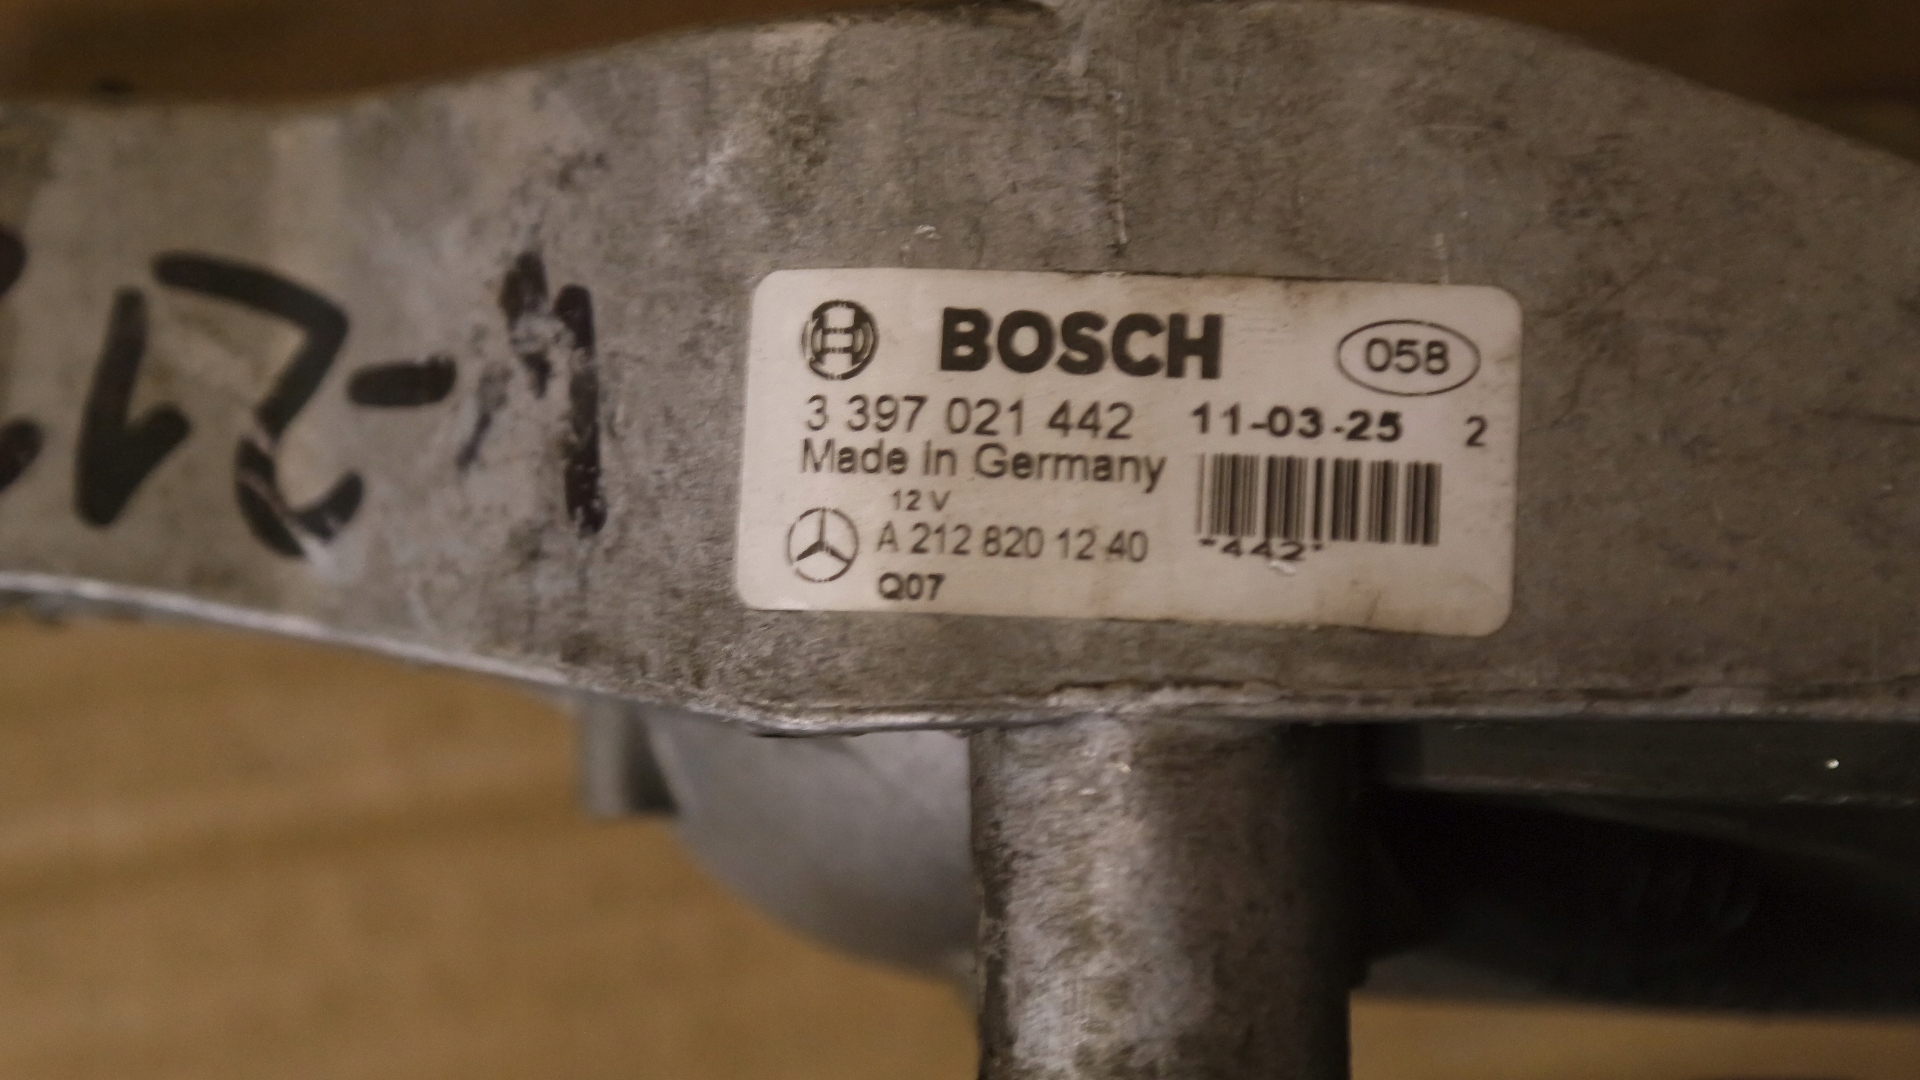 BOSCH 058
3 397 021 442 11-03-25 2
Made in Germany
12 V
A 212 820 12 40 *442*
Q07